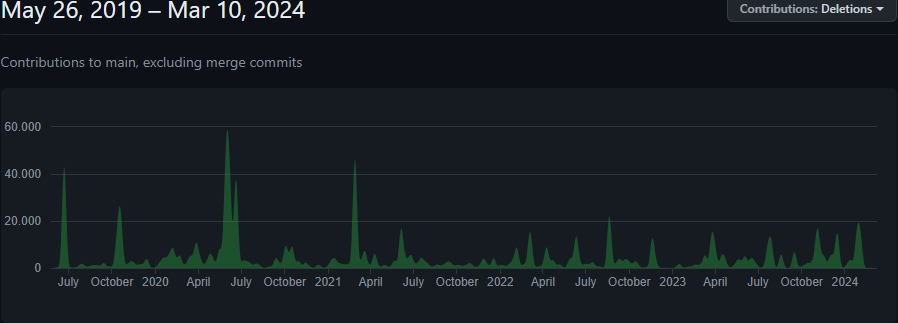 May 26, 2019 – Mar 10, 2024
Contributions: Deletions
Contributions to main, excluding merge commits
60.000
40.000
20.000
0
July October 2020 April July October 2021 April July October 2022 April July October 2023 April July October 2024